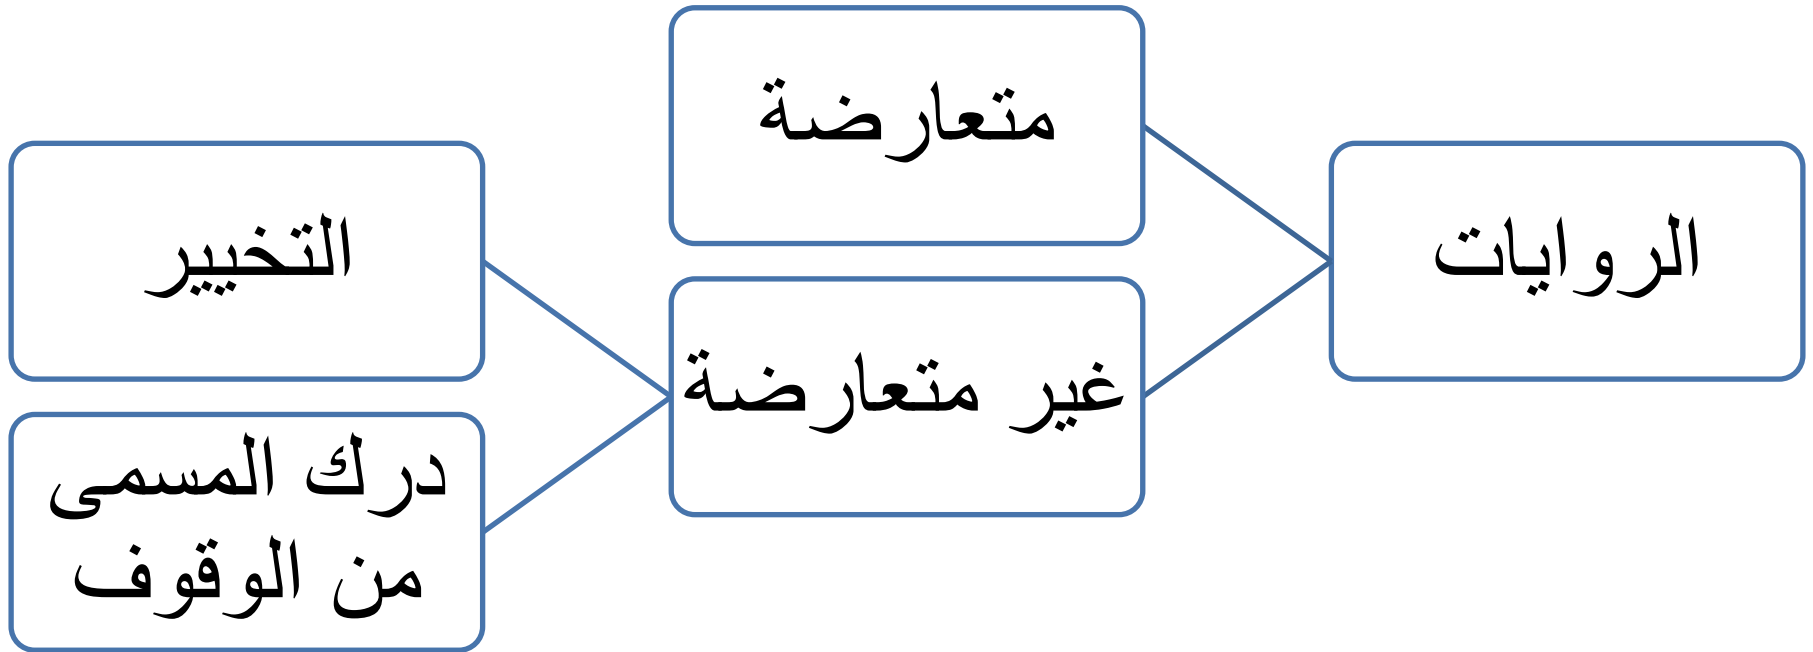 الروايات
متعارضة
غير متعارضة
التخيير
درك المسمى
من الوقوف